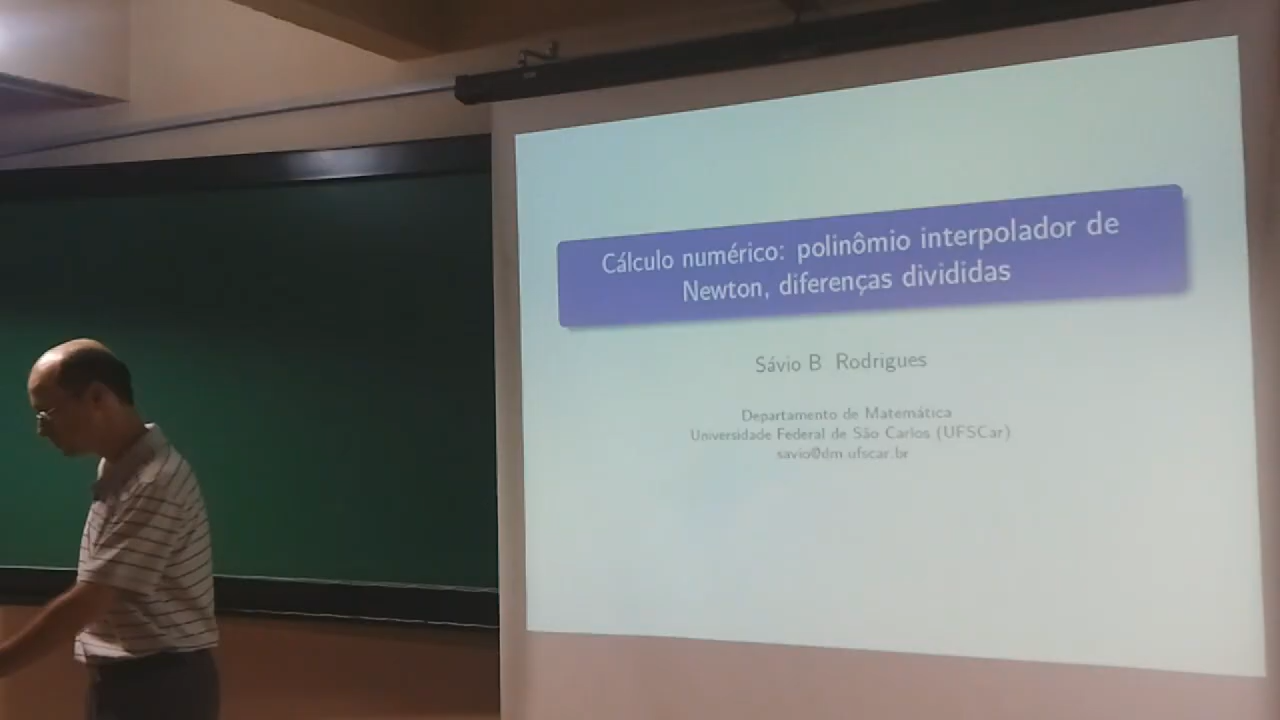 Cálculo numérico: polinômio interpolador de
Newton, diferenças divididas
Sávio B Rodrigues
Departamento de Matemática
Universidade Federal de São Carlos (UFSCar)
savio@dm.ufscar.br